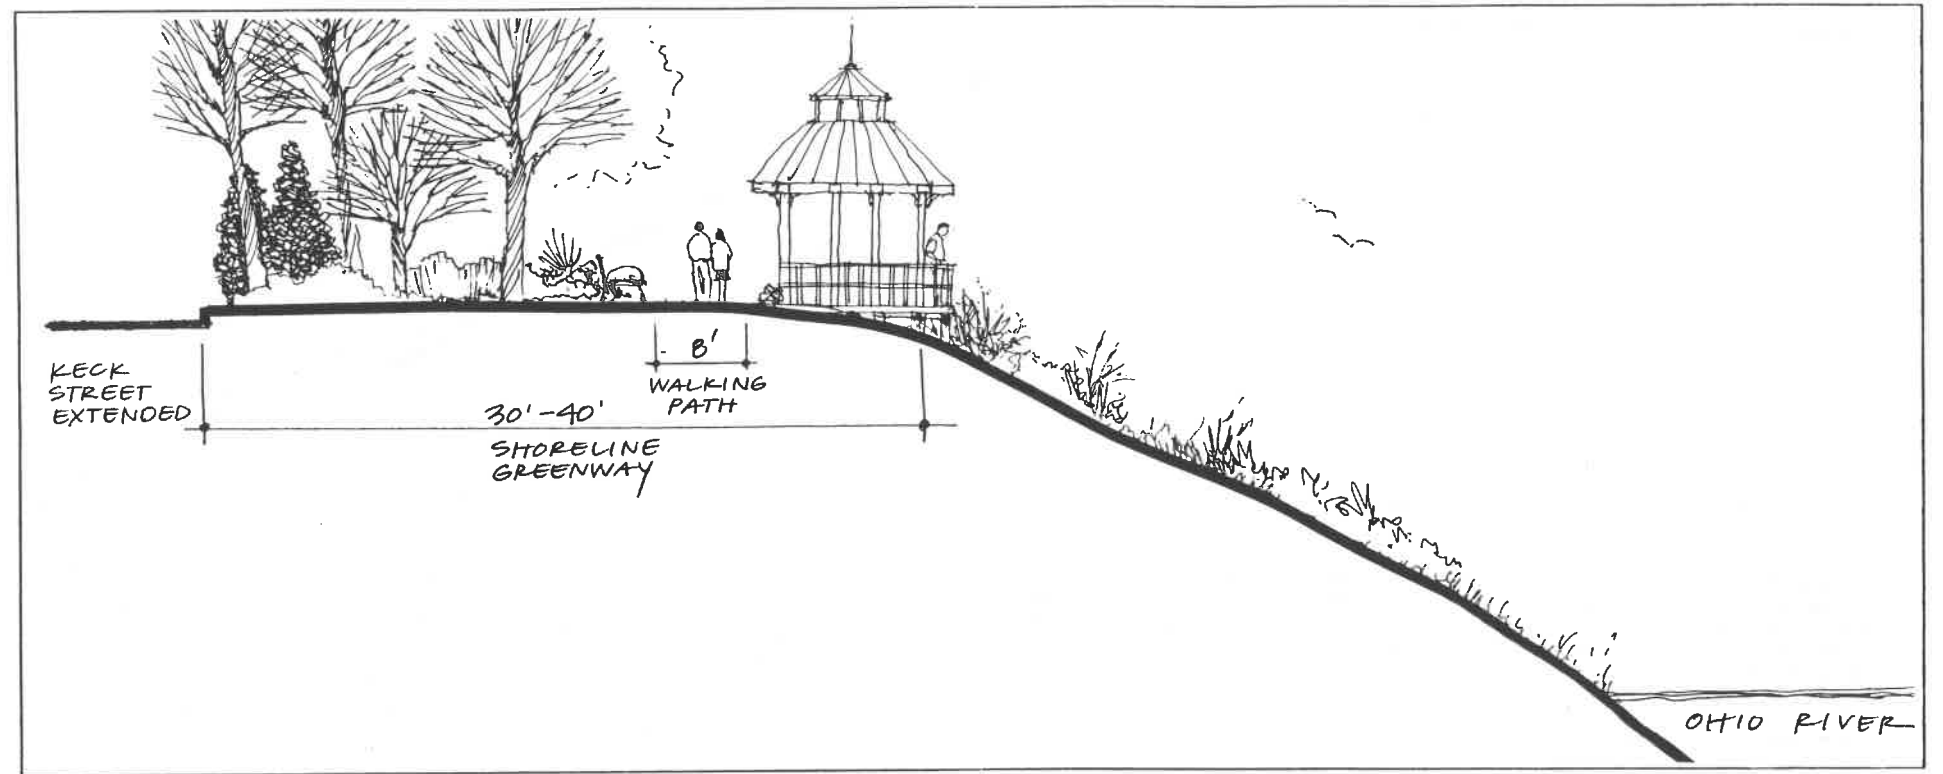 KECK
STREET
EXTENDED
8'
WALKING
PATH
30'-40'
SHORELINE
GREENWAY
OHIO RIVER